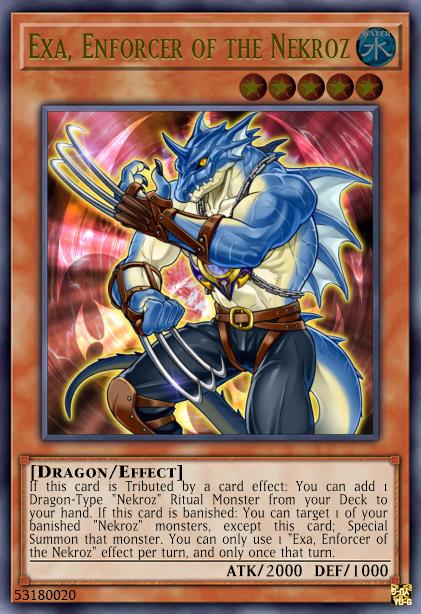 EXA, ENFORCER OF THE NEKROZ
WATER
水
[DRAGON/EFFECT]
If this card is Tributed by a card effect: You can add 1
Dragon-Type "Nekroz" Ritual Monster from your Deck to
your hand. If this card is banished: You can target 1 of your
banished "Nekroz" monsters, except this card; Special
Summon that monster. You can only use 1 "Exa, Enforcer of
the Nekroz" effect per turn, and only once that turn.
ATK/2000 DEF/1000
53180020